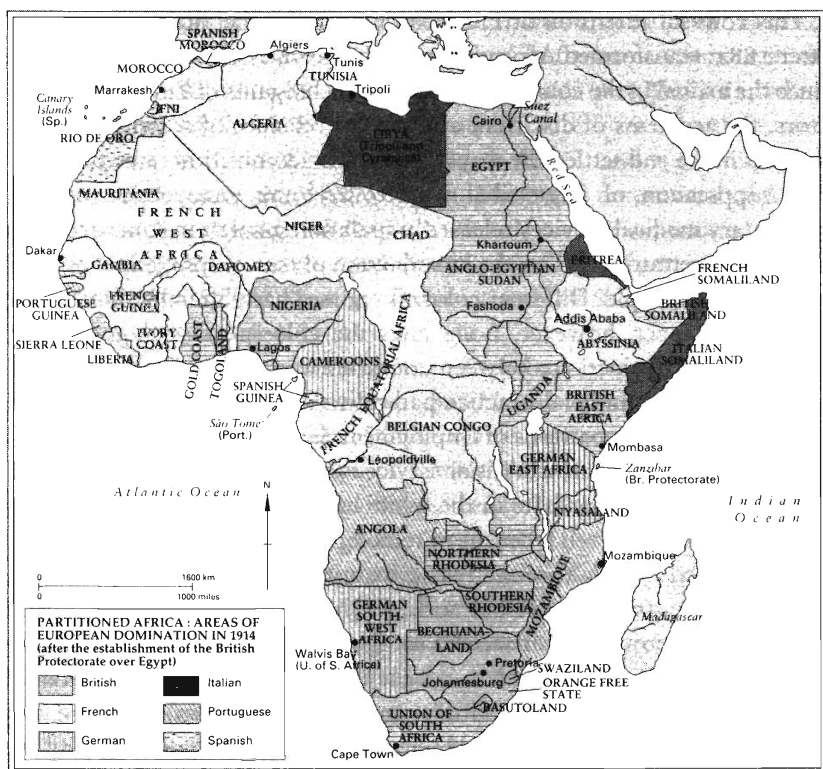 SPANISH
MOROCCO
Algiers
Tunis
TUNISIA
MOROCCO
Marrakesh
Tripoli
Canary
Islands
(Sp.)
IFNI
ALGERIA
LIBYA
(Tripoli and
Cyrenaica)
Cairo
Suez
Canal
RIO DE ORO
EGYPT
Red Sea
MAURITANIA
FRENCH
WEST
AFRICA
NIGER
CHAD
Khartoum
ERITREA
Dakar
GAMBIA
DAHOMEY
ANGLO-EGYPTIAN
SUDAN
FRENCH
SOMALILAND
PORTUGUESE
GUINEA
FRENCH
GUINEA
NIGERIA
Fashoda
BRITISH
SOMALILAND
Addis Ababa
ABYSSINIA
SIERRA LEONE
IVORY
COAST
LIBERIA
GOLD COAST
TOGOLAND
Lagos
CAMEROONS
ITALIAN
SOMALILAND
SPANISH
GUINEA
São Tomé
(Port.)
FRENCH EQUATORIAL AFRICA
UGANDA
BRITISH
EAST
AFRICA
BELGIAN CONGO
Léopoldville
GERMAN
EAST AFRICA
Mombasa
Zanzibar
(Br. Protectorate)
Atlantic Ocean
N
Indian
Ocean
NYASALAND
ANGOLA
Mozambique
NORTHERN
RHODESIA
0 1600 km
0 1000 miles
SOUTHERN
RHODESIA
MOZAMBIQUE
Madagascar
GERMAN
SOUTH-
WEST
AFRICA
BECHUANA-
LAND
Walvis Bay
(U. of S. Africa)
Pretoria
Johannesburg
SWAZILAND
ORANGE FREE
STATE
BASUTOLAND
UNION OF
SOUTH
AFRICA
Cape Town
PARTITIONED AFRICA : AREAS OF
EUROPEAN DOMINATION IN 1914
(after the establishment of the British
Protectorate over Egypt)
British
Italian
French
Portuguese
German
Spanish